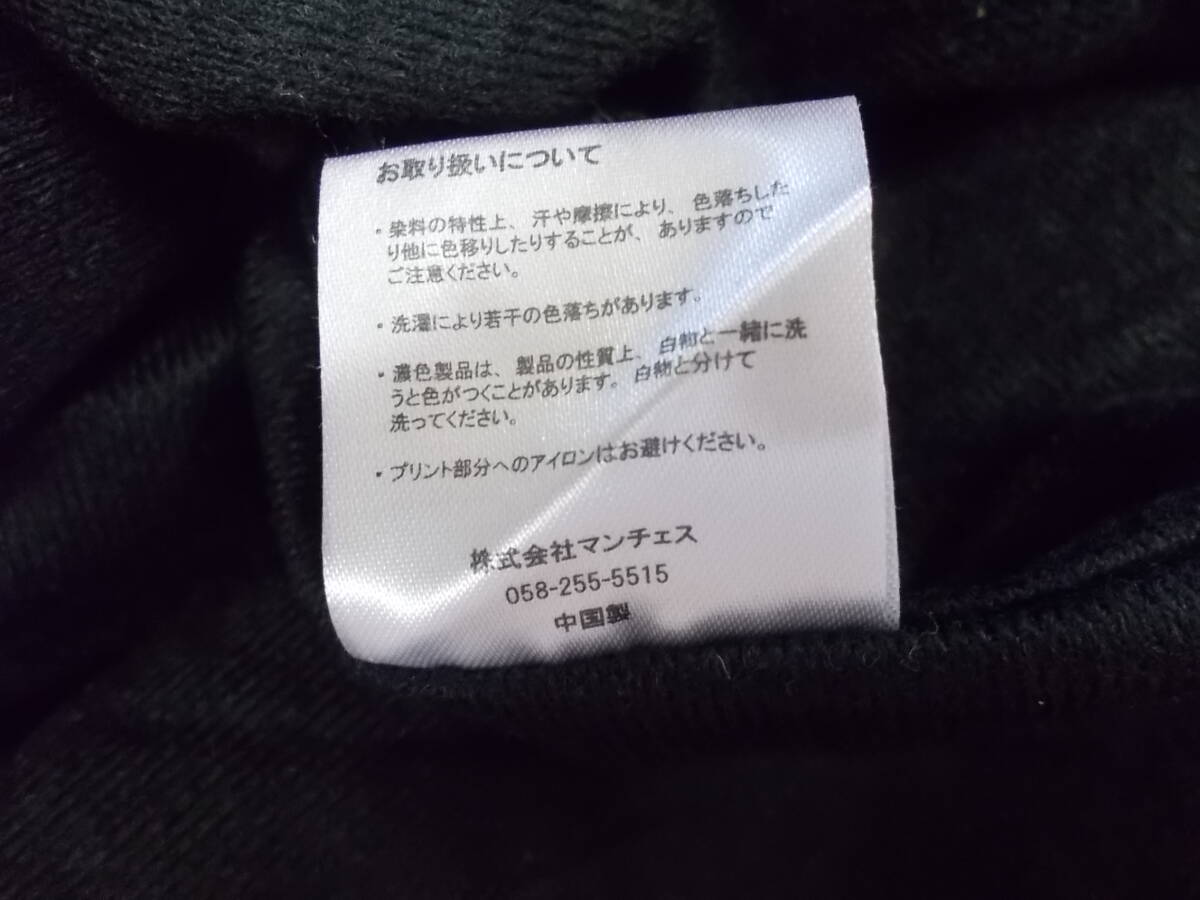 お取り扱いについて
・染料の特性上、汗や摩擦により、色落ちした
り他に色移りしたりすることが、ありますので
ご注意ください。
・洗濯により若干の色落ちがあります。
・濃色製品は、製品の性質上、白物と一緒に洗
うと色がつくことがあります。白物と分けて
洗ってください。
・プリント部分へのアイロンはお避けください。
株式会社マンチェス
058-255-5515
中国製